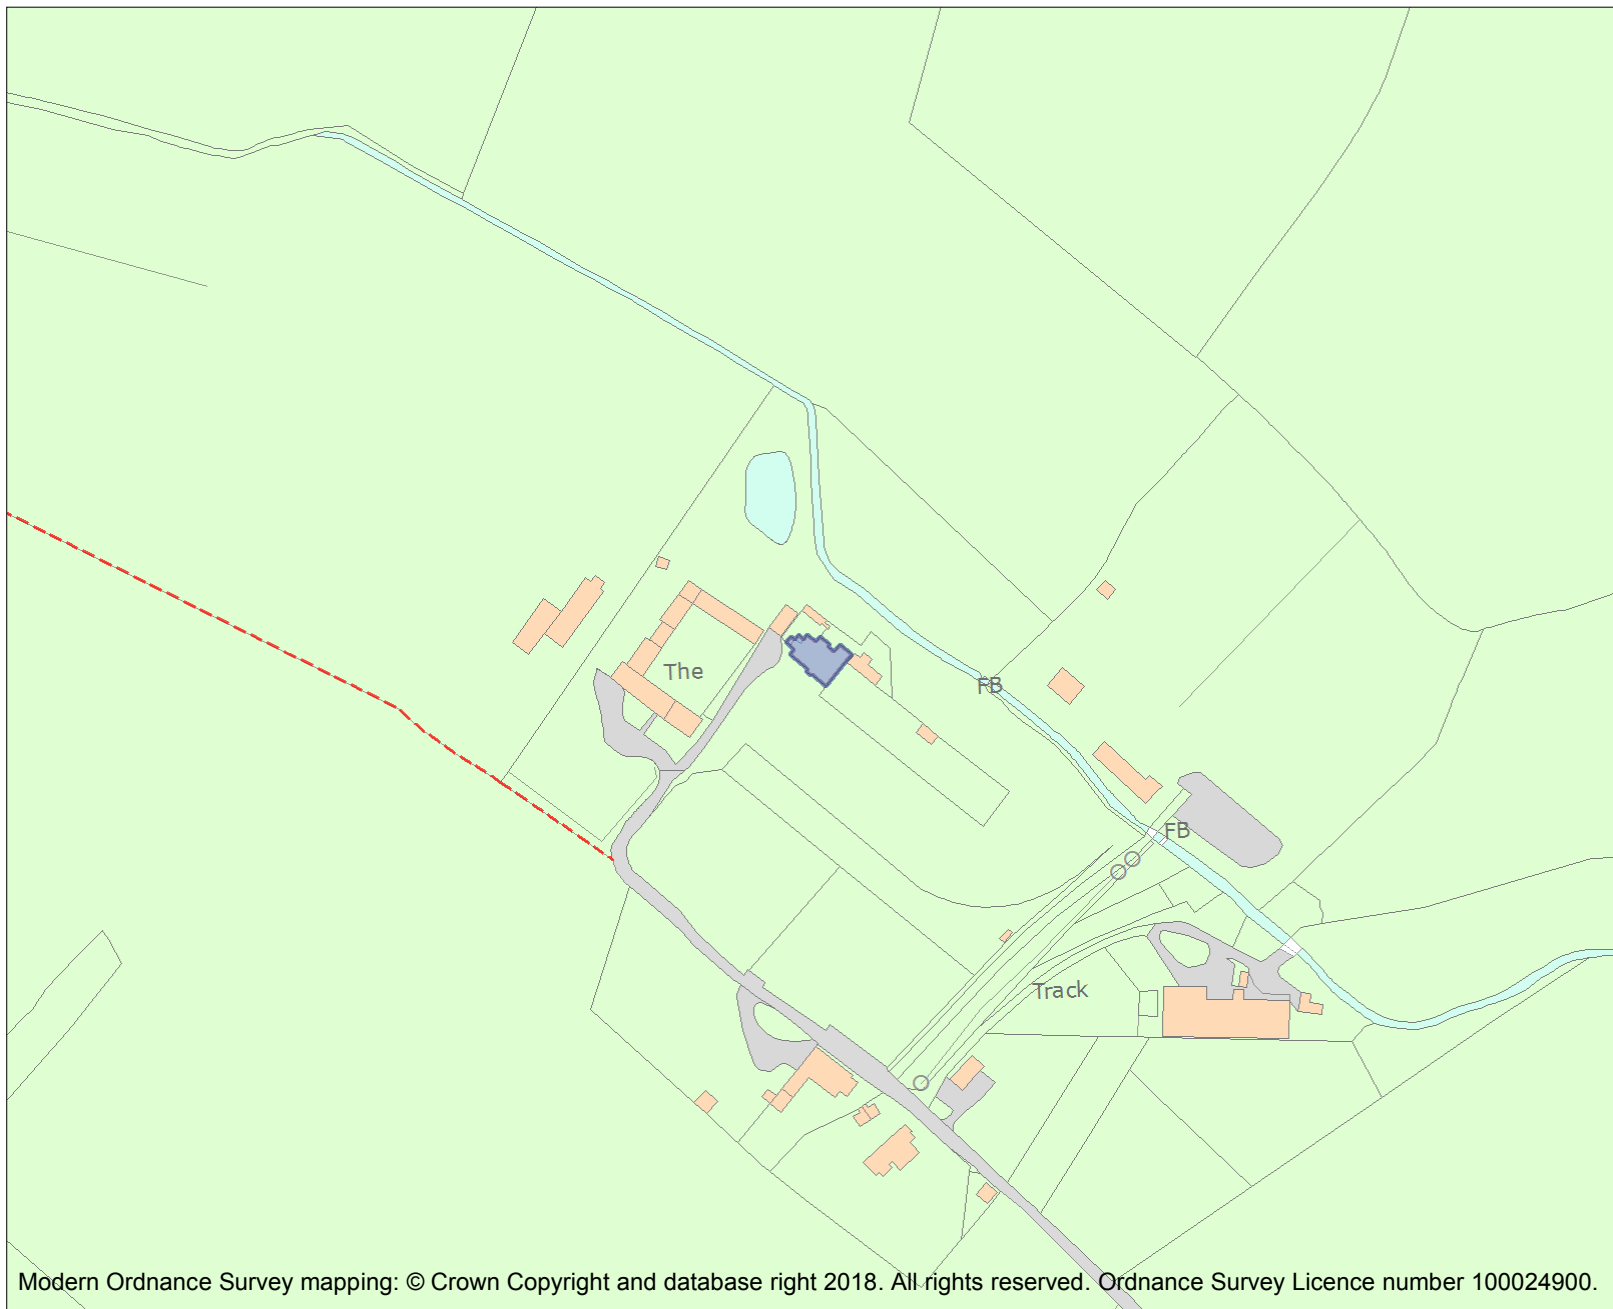 The
FB
FB
Track
Modern Ordnance Survey mapping: © Crown Copyright and database right 2018. All rights reserved. Ordnance Survey Licence number 100024900.